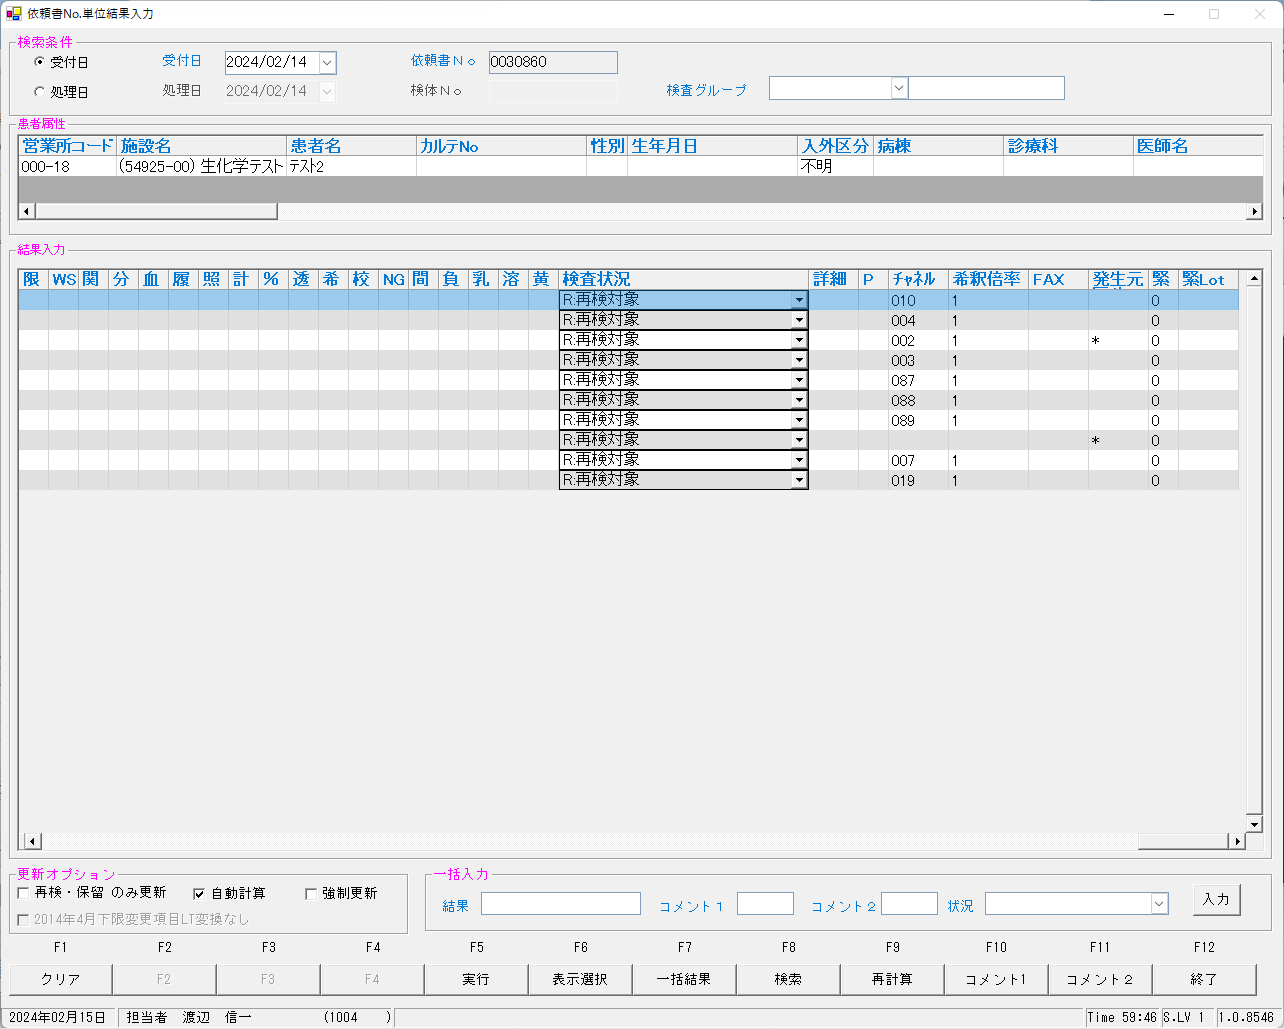 依頼書No.単位結果入力
検索条件
受付日 受付日 2024/02/14 依頼書No 0030860
処理日 処理日 2024/02/14 検体No 検査グループ
患者属性
営業所コード 施設名 患者名 カルテNo 性別 生年月日 入外区分 病棟 診療科 医師名
000-18 (54925-00) 生化学テスト テスト2 不明
結果入力
限 WS 関 分 血 履 照 計 % 透 希 校 NG 間 負 乳 溶 黄 検査状況 詳細 P チャネル 希釈倍率 FAX 発生元 緊 緊Lot
R:再検対象 010 1 0
R:再検対象 004 1 0
R:再検対象 002 1 * 0
R:再検対象 003 1 0
R:再検対象 087 1 0
R:再検対象 088 1 0
R:再検対象 089 1 0
R:再検対象 * 0
R:再検対象 007 1 0
R:再検対象 019 1 0
更新オプション
再検・保留 のみ更新 自動計算 強制更新
2014年4月下限変更項目LT変換なし
一括入力
結果 コメント1 コメント2 状況 入力
F1 F2 F3 F4 F5 F6 F7 F8 F9 F10 F11 F12
クリア F2 F3 F4 実行 表示選択 一括結果 検索 再計算 コメント1 コメント2 終了
2024年02月15日 担当者 渡辺 信一 (1004 ) Time 59:46 S.LV 1 1.0.8546